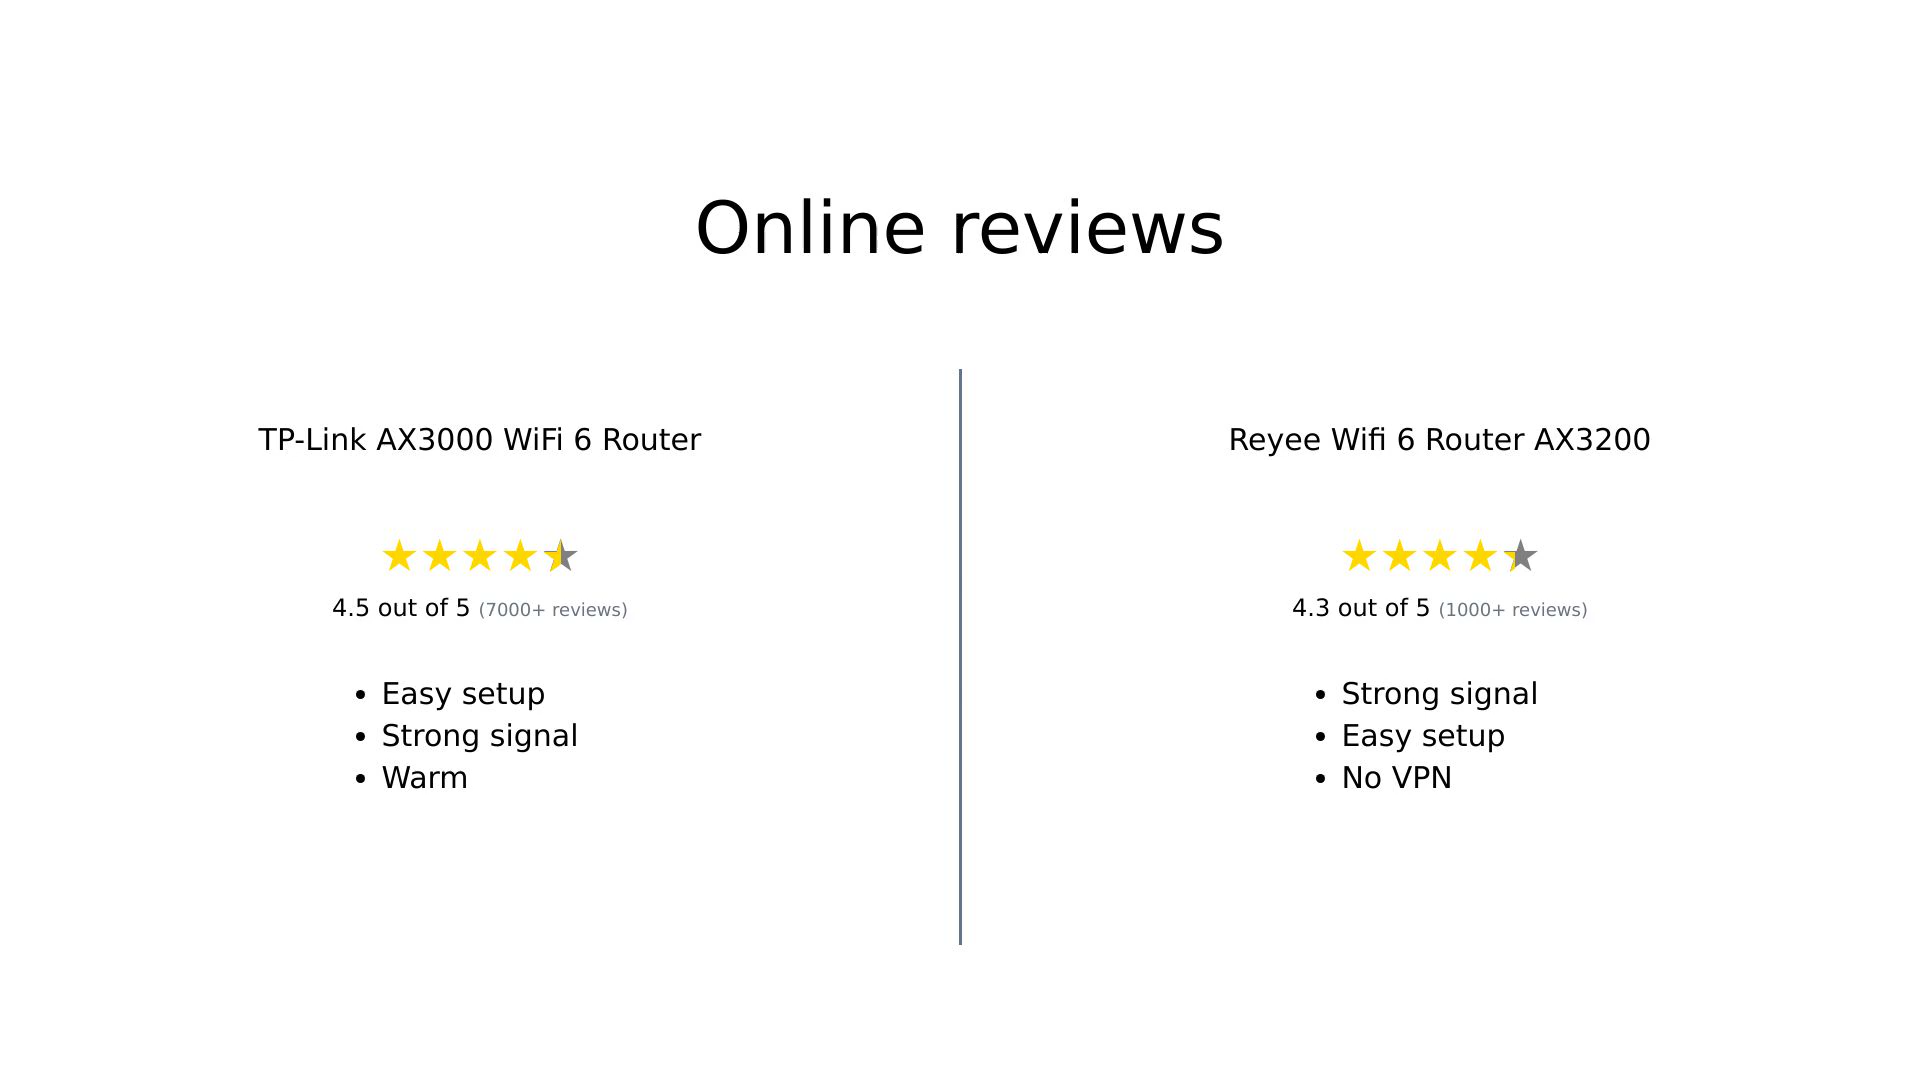 Online reviews
TP-Link AX3000 WiFi 6 Router
4.5 out of 5 (7000+ reviews)
• Easy setup
• Strong signal
• Warm
Reyee Wifi 6 Router AX3200
4.3 out of 5 (1000+ reviews)
• Strong signal
• Easy setup
• No VPN